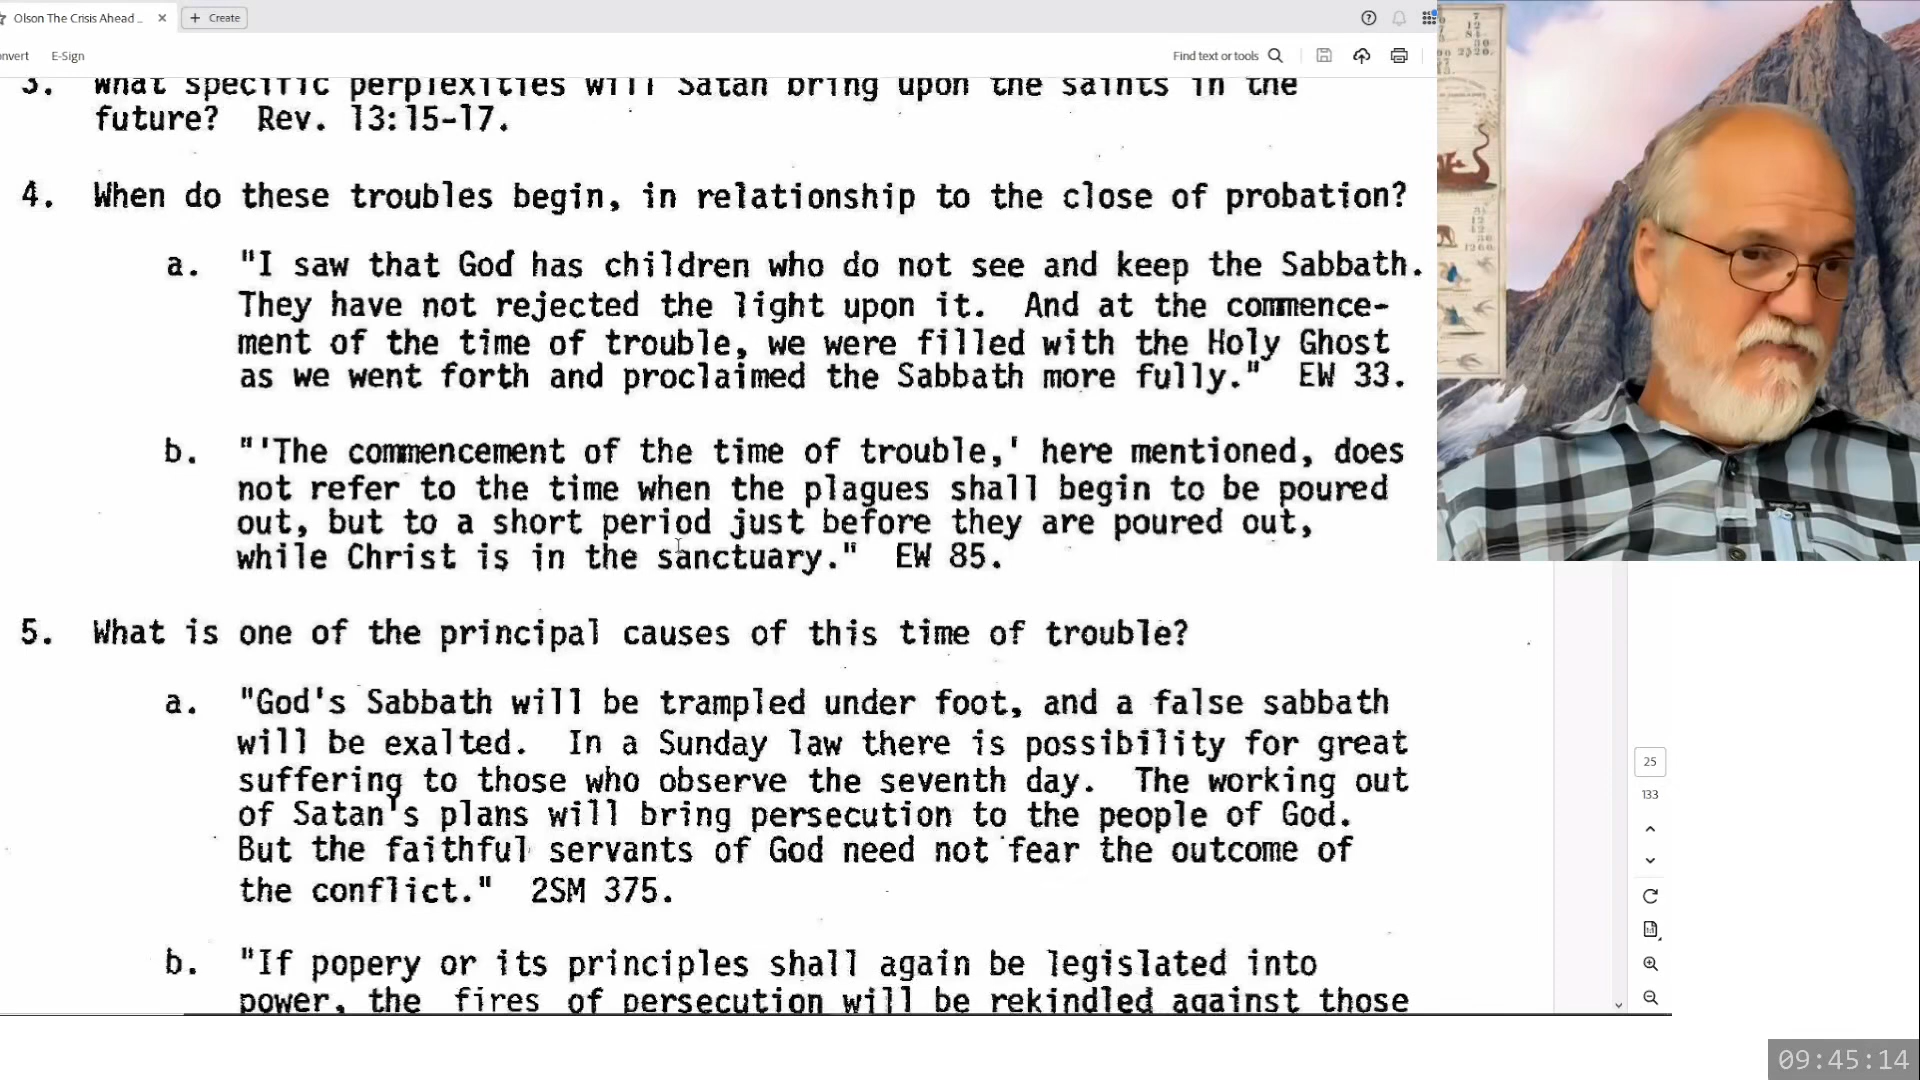 Olson The Crisis Ahead ..
Create
nvert
E-Sign
Find text or tools
3. What specific perplexities will Satan bring upon the saints in the
future? Rev. 13:15-17.
4. When do these troubles begin, in relationship to the close of probation?
a. "I saw that God has children who do not see and keep the Sabbath.
They have not rejected the light upon it. And at the commence-
ment of the time of trouble, we were filled with the Holy Ghost
as we went forth and proclaimed the Sabbath more fully." EW 33.
b. "'The commencement of the time of trouble,' here mentioned, does
not refer to the time when the plagues shall begin to be poured
out, but to a short period just before they are poured out,
while Christ is in the sanctuary." EW 85.
5. What is one of the principal causes of this time of trouble?
a. "God's Sabbath will be trampled under foot, and a false sabbath
will be exalted. In a Sunday law there is possibility for great
suffering to those who observe the seventh day. The working out
of Satan's plans will bring persecution to the people of God.
But the faithful servants of God need not fear the outcome of
the conflict." 2SM 375.
b. "If popery or its principles shall again be legislated into
power, the fires of persecution will be rekindled against those
25
133
09:45:14